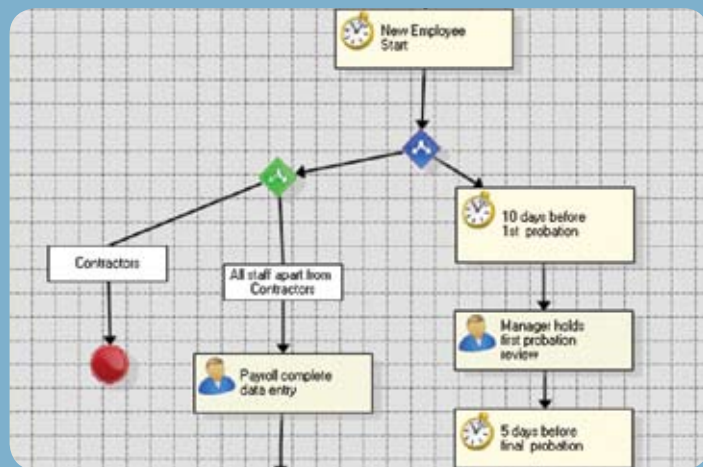 New Employee
Start
10 days before
1st probation
Contractors
All staff apart from
Contractors
Manager holds
first probation
review
Payroll complete
data entry
5 days before
final probation